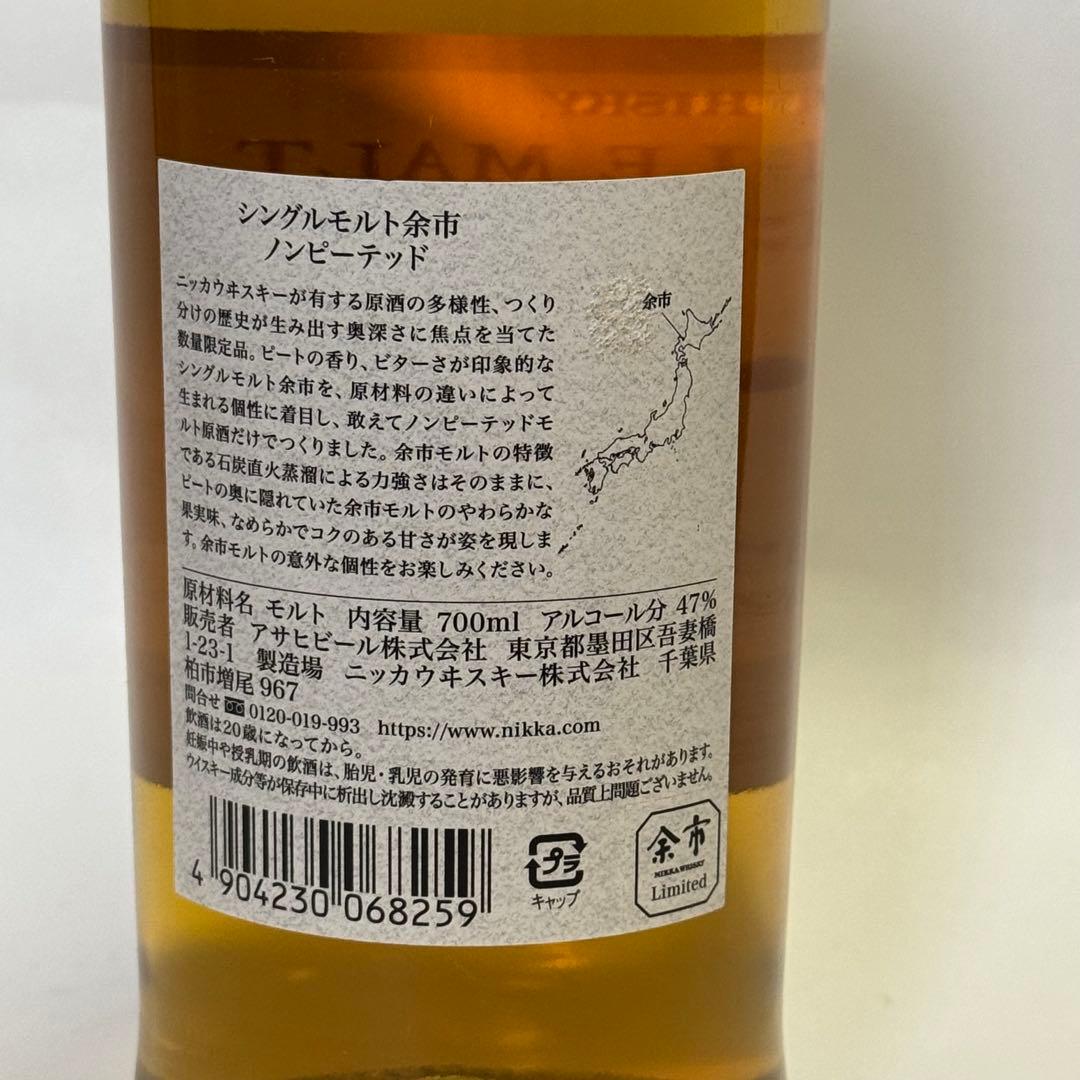 HISKY
LE MALT
シングルモルト余市
ノンピーテッド
ニッカウヰスキーが有する原酒の多様性、つくり
分けの歴史が生み出す奥深さに焦点を当てた
数量限定品。ピートの香り、ビターさが印象的な
シングルモルト余市を、原材料の違いによって
生まれる個性に着目し、敢えてノンピーテッドモ
ルト原酒だけでつくりました。余市モルトの特徴
である石炭直火蒸溜による力強さはそのままに、
ピートの奥に隠れていた余市モルトのやわらかな
果実味、なめらかでコクのある甘さが姿を現しま
す。余市モルトの意外な個性をお楽しみください。
余市
原材料名 モルト 内容量 700ml アルコール分 47%
販売者 アサヒビール株式会社 東京都墨田区吾妻橋
1-23-1 製造場 ニッカウヰスキー株式会社 千葉県
柏市増尾 967
問合せ 0120-019-993 https://www.nikka.com
飲酒は20歳になってから。
妊娠中や授乳期の飲酒は、胎児・乳児の発育に悪影響を与えるおそれがあります。
ウイスキー成分等が保存中に析出し沈澱することがありますが、品質上問題ございません。
4 904230 068259
プラ
キャップ
余市
NIKKA WHISKY
Limited